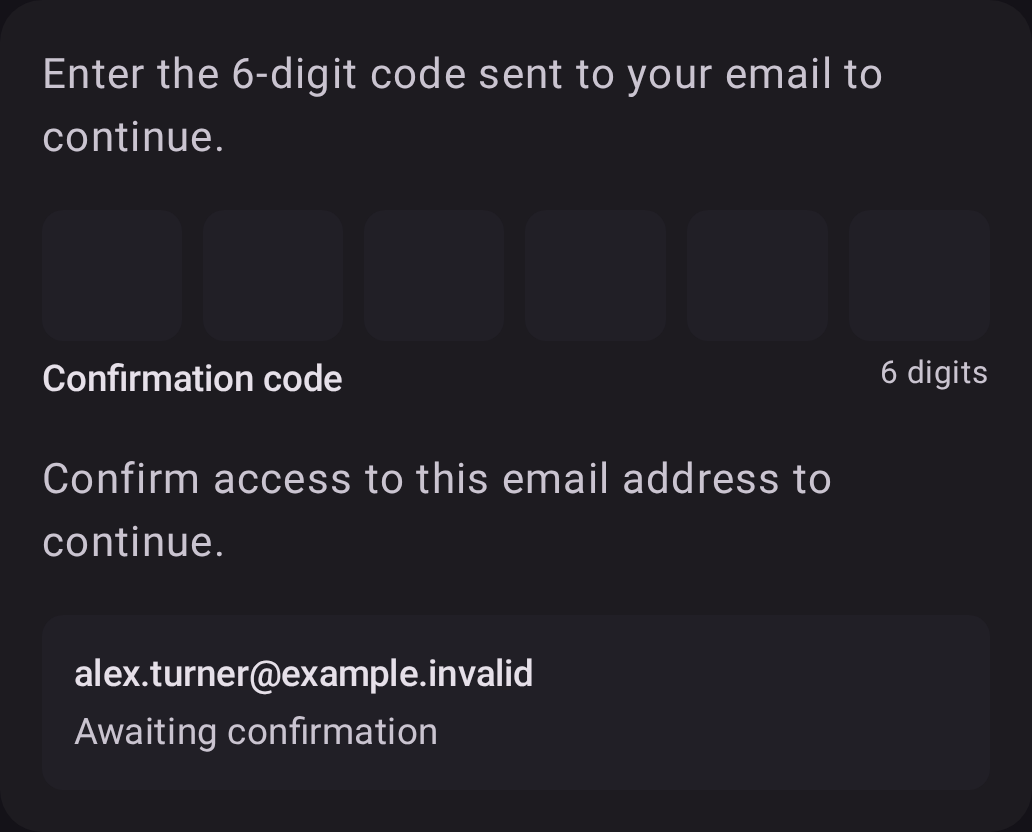 Enter the 6-digit code sent to your email to
continue.
Confirmation code
6 digits
Confirm access to this email address to
continue.
alex.turner@example.invalid
Awaiting confirmation